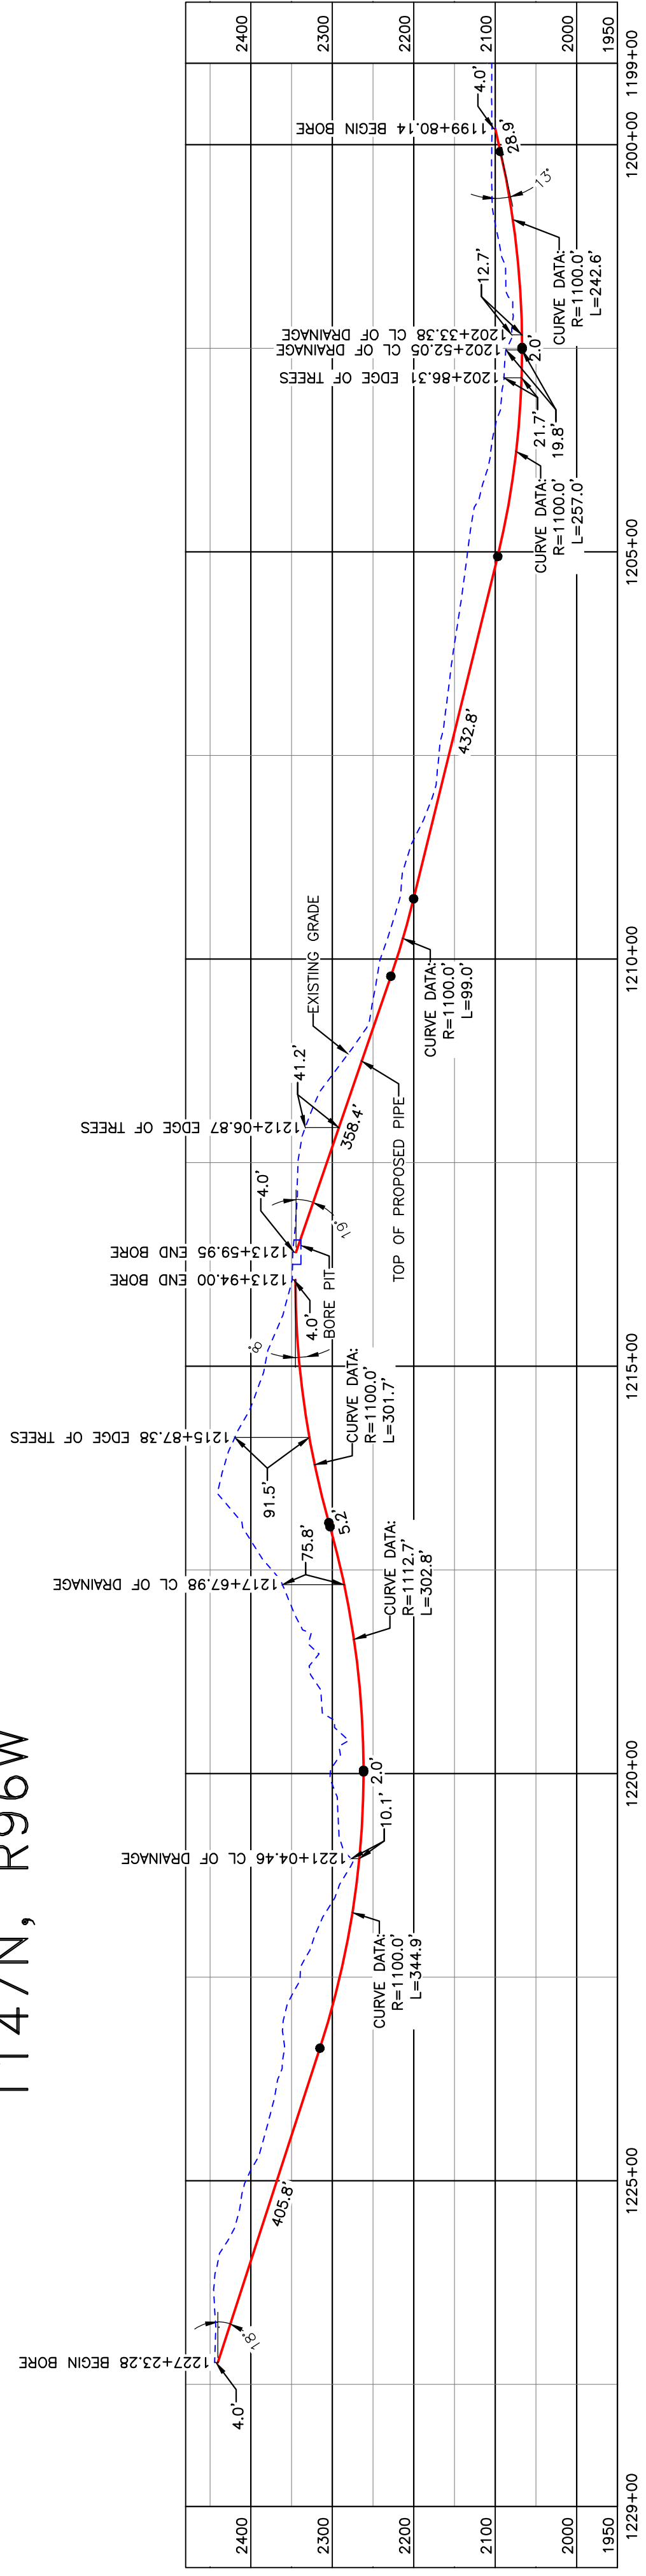 T147N, R96W
2400
2300
2200
2100
2000
1950
1229+00
1225+00
1220+00
1215+00
1210+00
1205+00
1200+00
1199+00
2400
2300
2200
2100
2000
1950
1227+23.28 BEGIN BORE
4.0'
18°
405.8'
CURVE DATA:
R=1100.0'
L=344.9'
1221+04.46 CL OF DRAINAGE
10.1'
2.0'
CURVE DATA:
R=1112.7'
L=302.8'
1217+67.98 CL OF DRAINAGE
75.8'
5.2'
91.5'
1215+87.38 EDGE OF TREES
CURVE DATA:
R=1100.0'
L=301.7'
8°
4.0'
1213+94.00 END BORE
BORE PIT
1213+59.95 END BORE
4.0'
19°
TOP OF PROPOSED PIPE
358.4'
1212+06.87 EDGE OF TREES
41.2'
EXISTING GRADE
CURVE DATA:
R=1100.0'
L=99.0'
432.8'
CURVE DATA:
R=1100.0'
L=257.0'
1202+86.31 EDGE OF TREES
21.7'
19.8'
1202+52.05 CL OF DRAINAGE
2.0'
1202+33.38 CL OF DRAINAGE
12.7'
CURVE DATA:
R=1100.0'
L=242.6'
13°
28.9'
1199+80.14 BEGIN BORE
4.0'